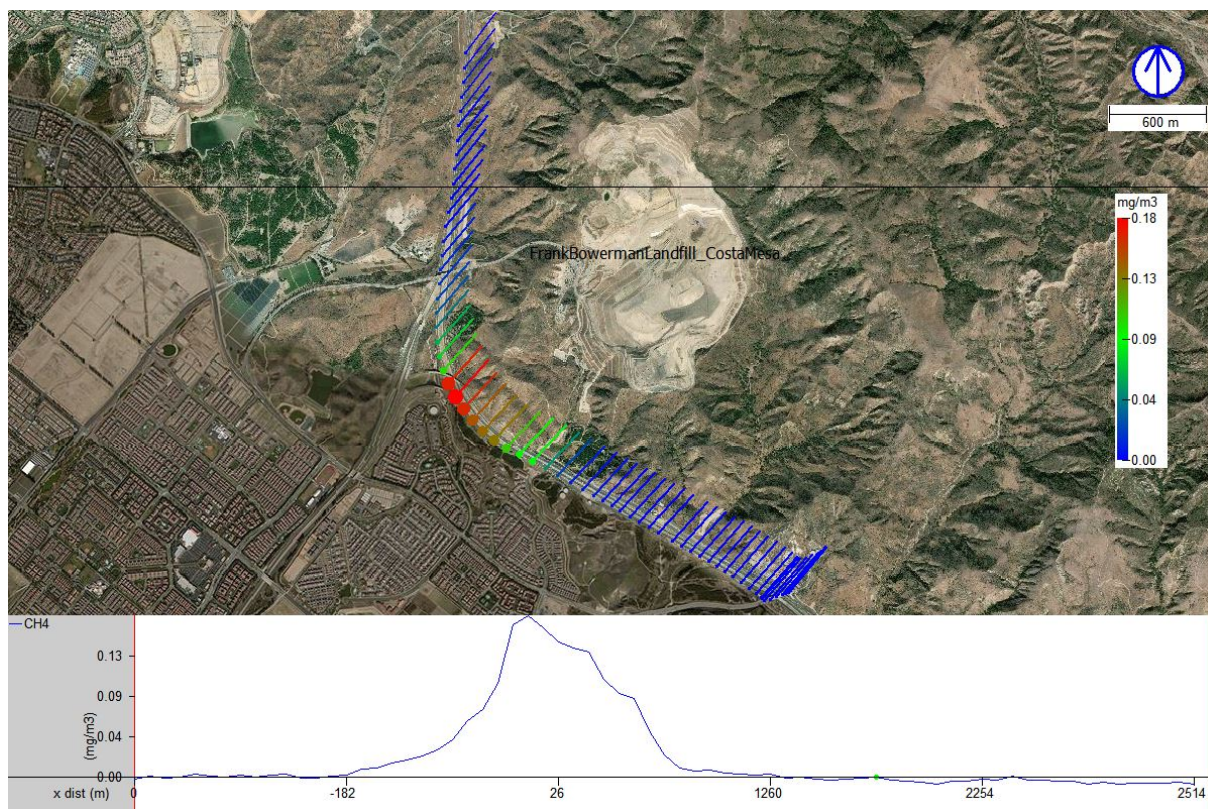 600 m
mg/m3
0.18
0.13
0.09
0.04
0.00
FrankBowermanLandfill_CostaMesa
CH4
0.13
0.09
0.04
0.00
(mg/m3)
x dist (m) 0 -182 26 1260 2254 2514